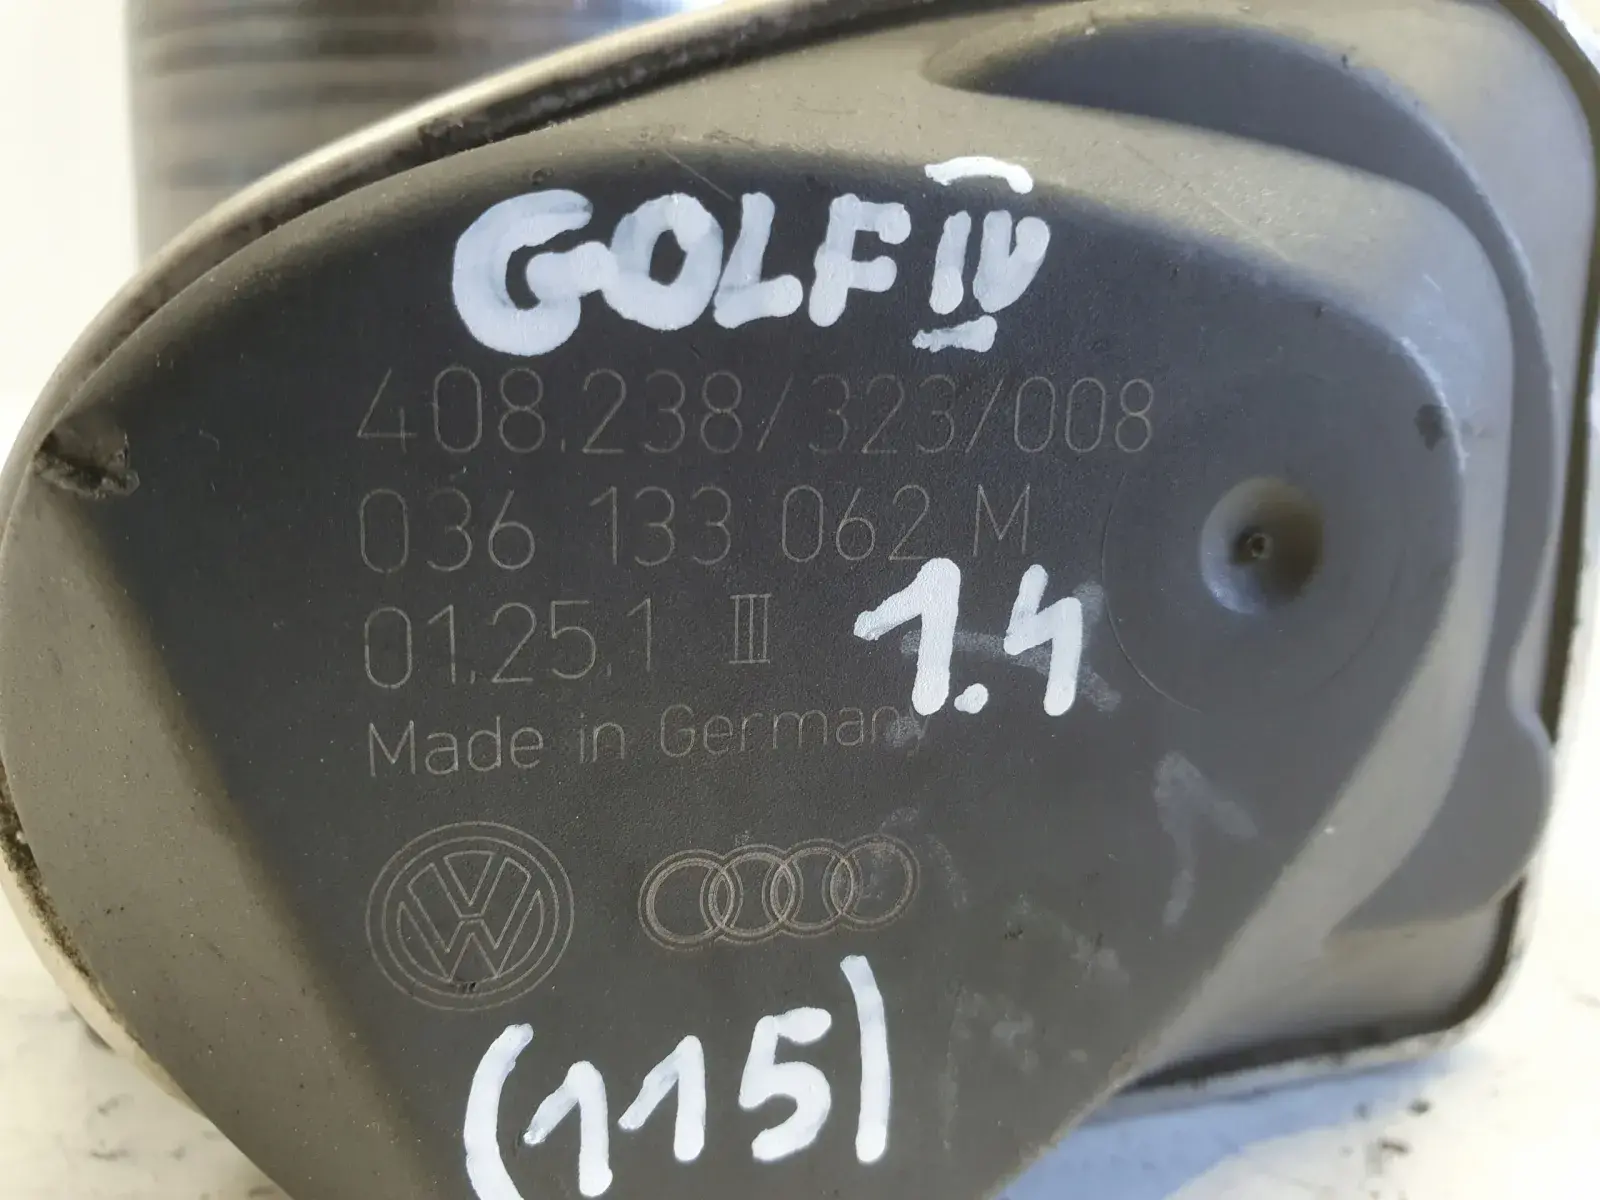 GOLF IV
408.238/323/008
036 133 062 M
01.25.1 III
1.4
Made in Germany
(115)